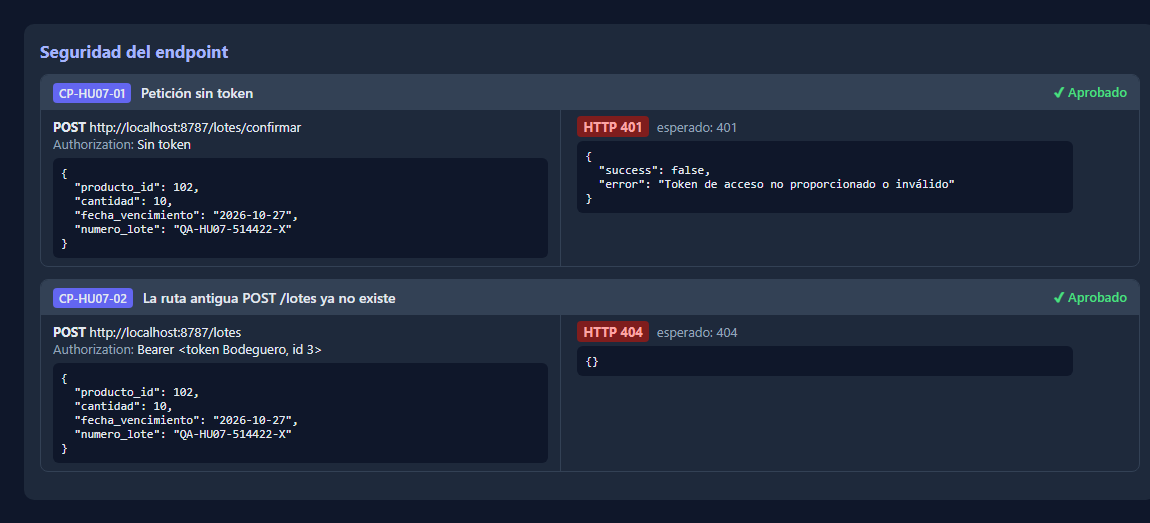 Seguridad del endpoint
CP-HU07-01 Petición sin token ✔ Aprobado
POST http://localhost:8787/lotes/confirmar
Authorization: Sin token
{
  "producto_id": 102,
  "cantidad": 10,
  "fecha_vencimiento": "2026-10-27",
  "numero_lote": "QA-HU07-514422-X"
}
HTTP 401 esperado: 401
{
  "success": false,
  "error": "Token de acceso no proporcionado o inválido"
}
CP-HU07-02 La ruta antigua POST /lotes ya no existe ✔ Aprobado
POST http://localhost:8787/lotes
Authorization: Bearer <token Bodeguero, id 3>
{
  "producto_id": 102,
  "cantidad": 10,
  "fecha_vencimiento": "2026-10-27",
  "numero_lote": "QA-HU07-514422-X"
}
HTTP 404 esperado: 404
{}